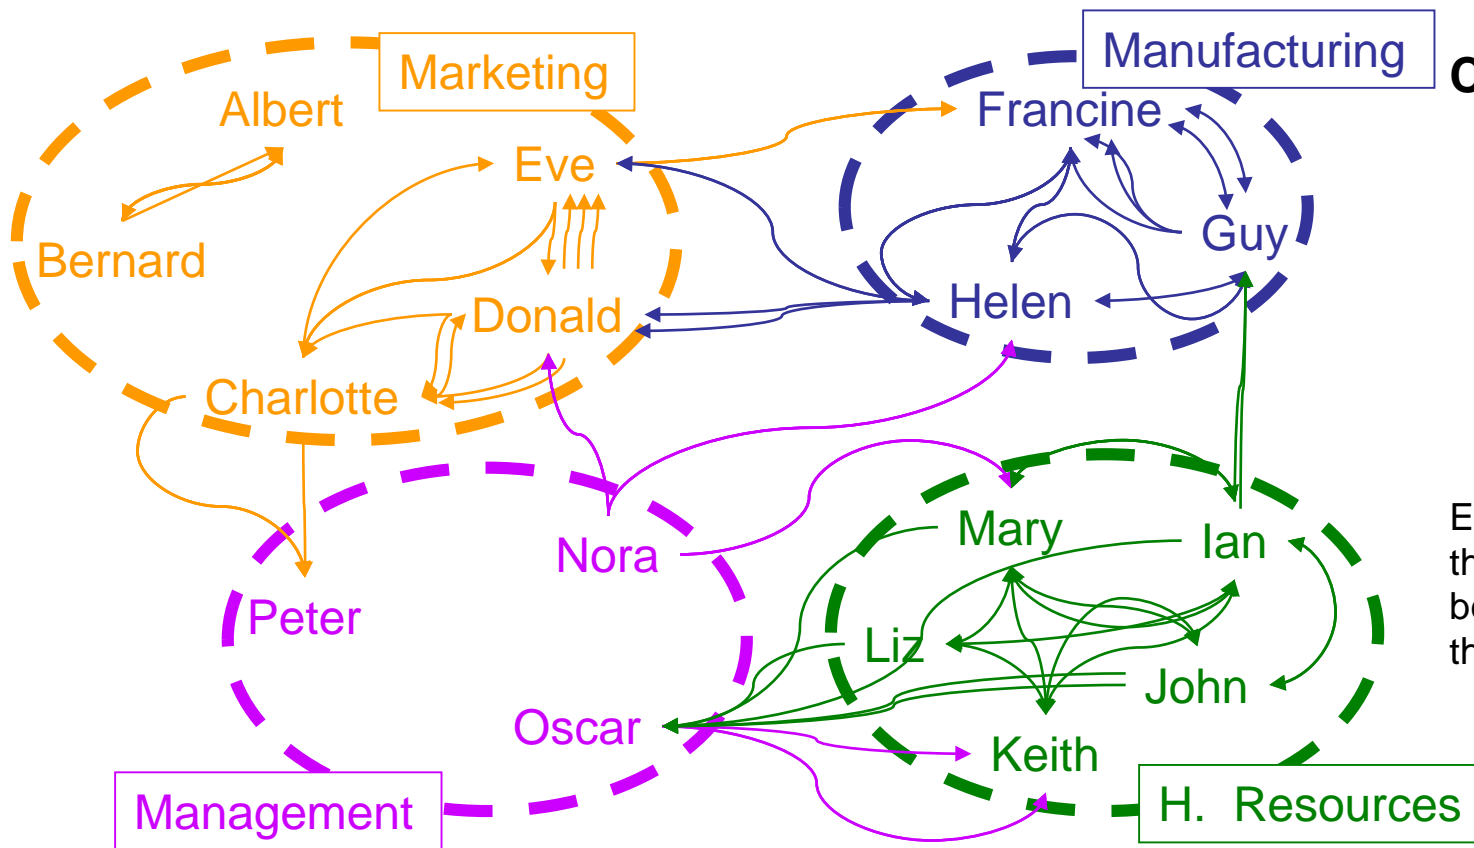 Marketing
Manufacturing
Albert
Francine
Eve
Guy
Bernard
Helen
Donald
Charlotte
Mary
Ian
Nora
Peter
Liz
John
Oscar
Keith
Management
H. Resources